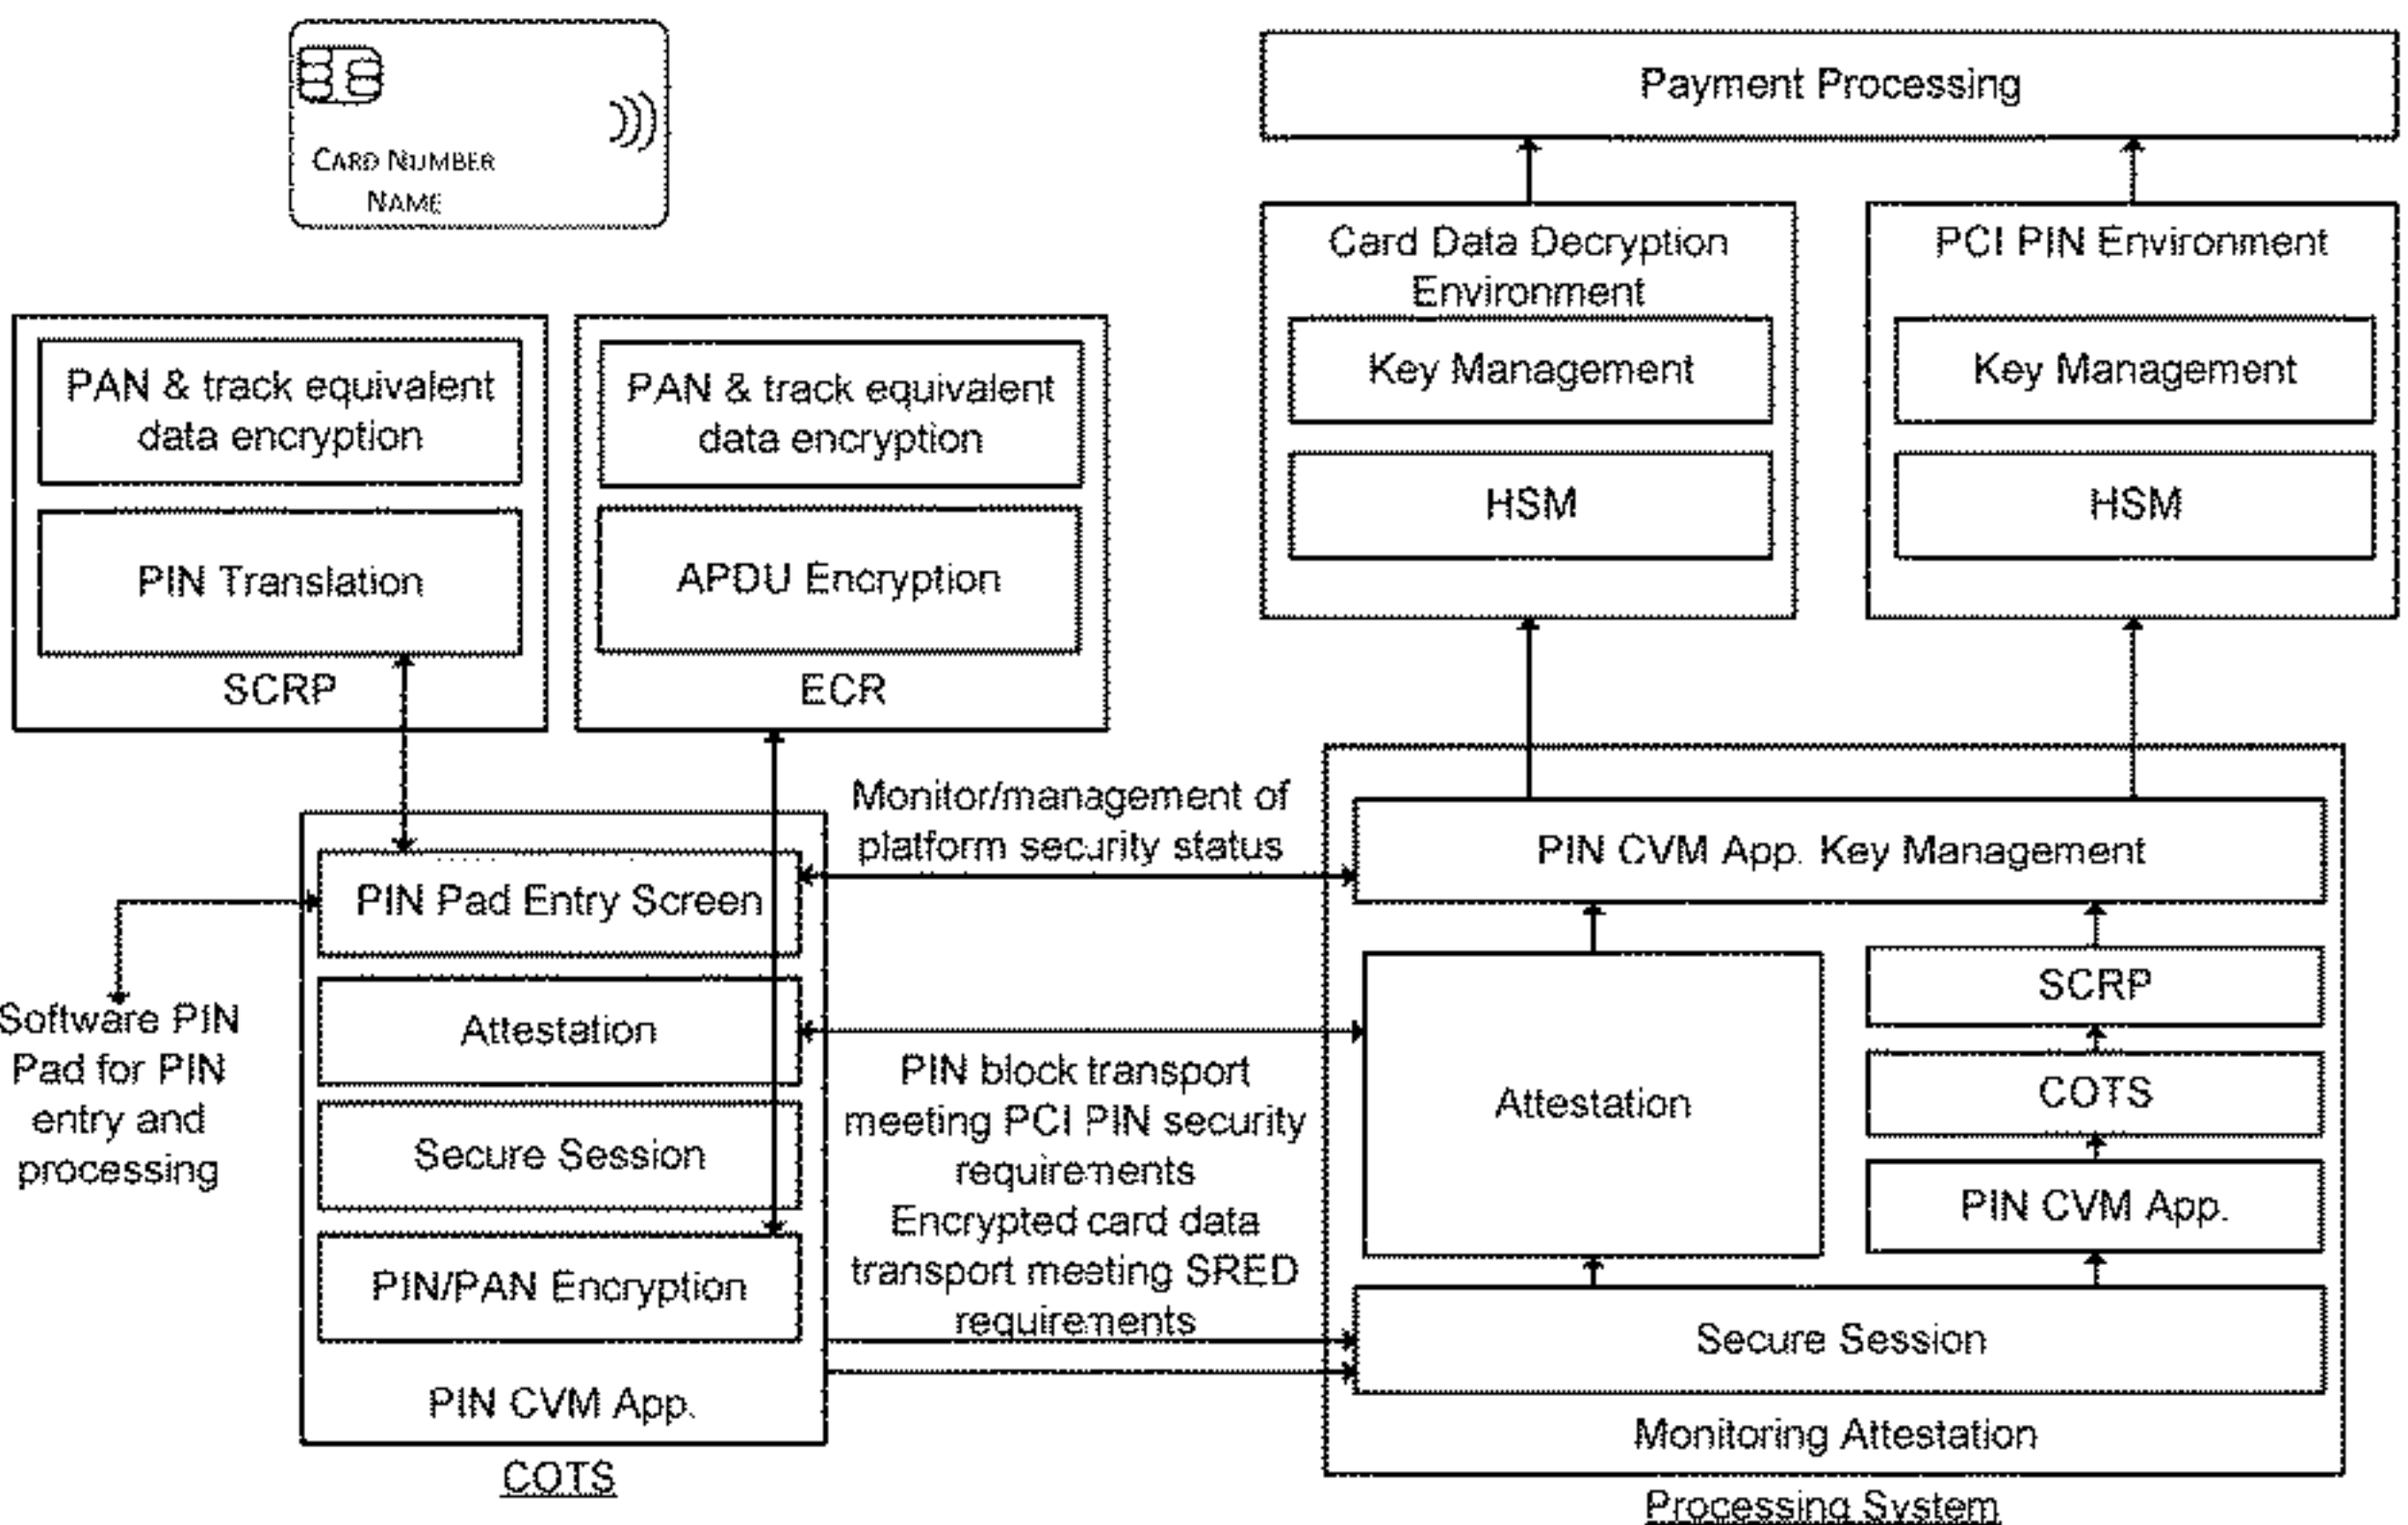 CARD NUMBER
NAME
PAN & track equivalent
data encryption
PIN Translation
SCRP
PAN & track equivalent
data encryption
APDU Encryption
ECR
Payment Processing
Card Data Decryption
Environment
Key Management
HSM
PCI PIN Environment
Key Management
HSM
Software PIN
Pad for PIN
entry and
processing
PIN Pad Entry Screen
Attestation
Secure Session
PIN/PAN Encryption
PIN CVM App.
COTS
Monitor/management of
platform security status
PIN block transport
meeting PCI PIN security
requirements
Encrypted card data
transport meeting SRED
requirements
PIN CVM App. Key Management
Attestation
SCRP
COTS
PIN CVM App.
Secure Session
Monitoring Attestation
Processing System